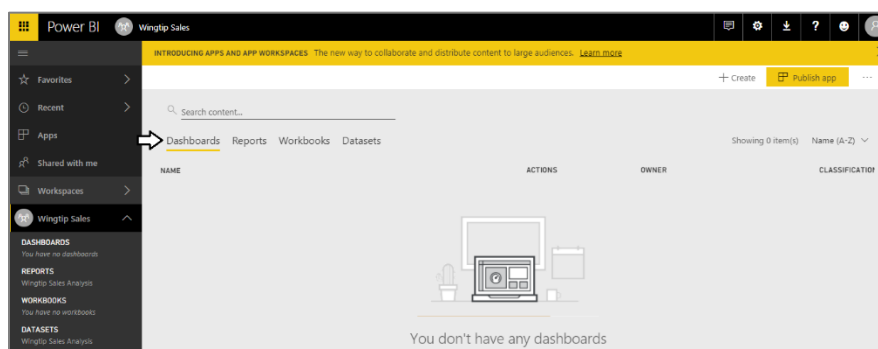 Power BI Wingtip Sales
INTRODUCING APPS AND APP WORKSPACES The new way to collaborate and distribute content to large audiences. Learn more
Favorites
Recent
Apps
Shared with me
Workspaces
Wingtip Sales
DASHBOARDS
You have no dashboards
REPORTS
Wingtip Sales Analysis
WORKBOOKS
You have no workbooks
DATASETS
Wingtip Sales Analysis
+ Create Publish app ...
Search content...
Dashboards Reports Workbooks Datasets Showing 0 item(s) Name (A-Z)
NAME ACTIONS OWNER CLASSIFICATION
You don't have any dashboards